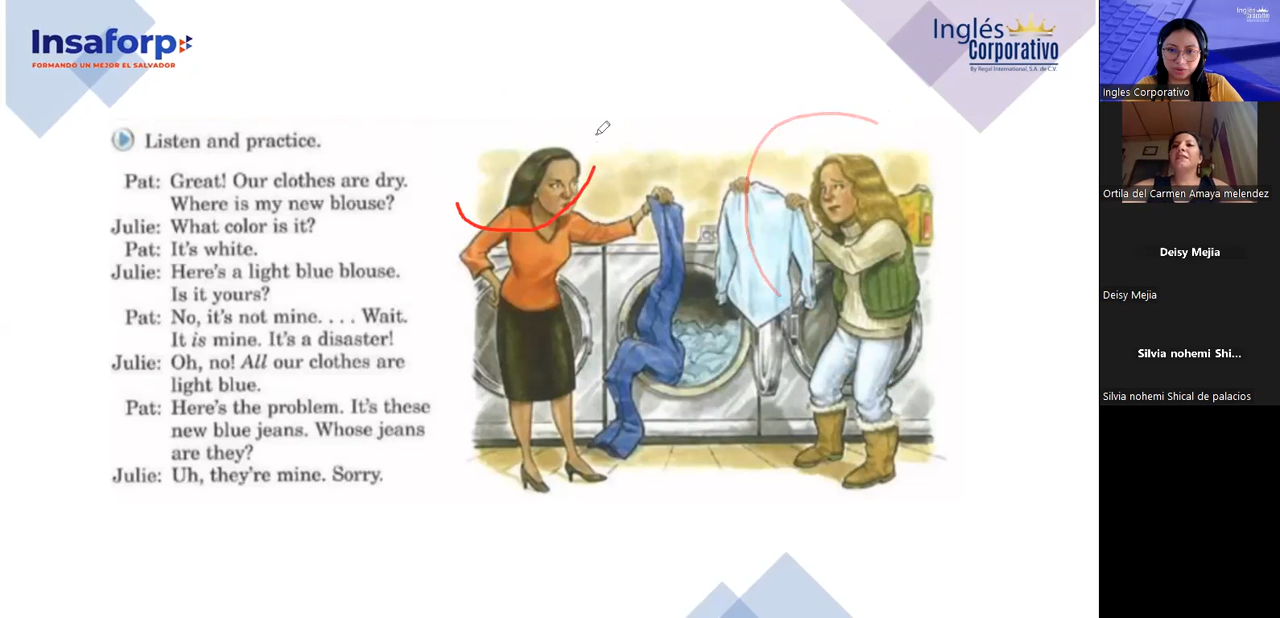 Insaforp
FORMANDO UN MEJOR EL SALVADOR
Inglés
Corporativo
By Regal International, S.A. de C.V.
Listen and practice.
Pat: Great! Our clothes are dry.
Where is my new blouse?
Julie: What color is it?
Pat: It's white.
Julie: Here's a light blue blouse.
Is it yours?
Pat: No, it's not mine. . . . Wait.
It is mine. It's a disaster!
Julie: Oh, no! All our clothes are
light blue.
Pat: Here's the problem. It's these
new blue jeans. Whose jeans
are they?
Julie: Uh, they're mine. Sorry.
Inglés
Ingles Corporativo
Ortila del Carmen Amaya melendez
Deisy Mejia
Deisy Mejia
Silvia nohemi Shi...
Silvia nohemi Shical de palacios